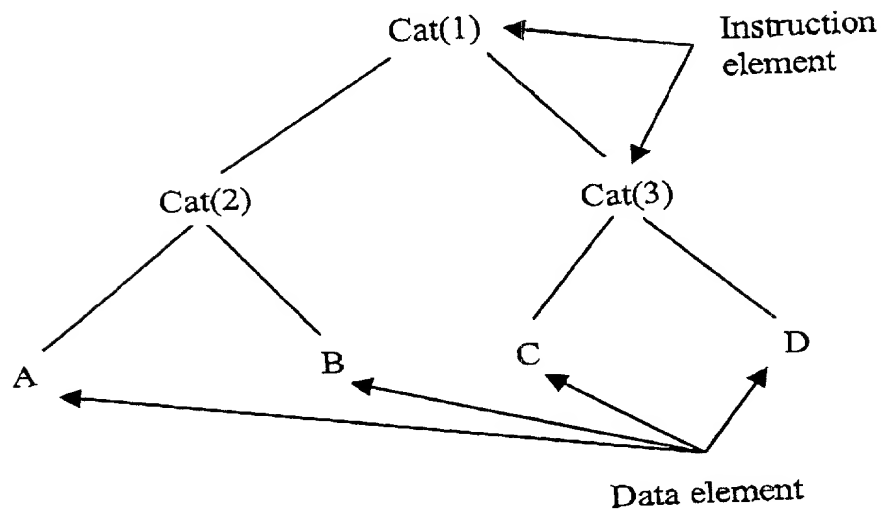 Cat(1)
Instruction
element
Cat(2)
Cat(3)
A
B
C
D
Data element